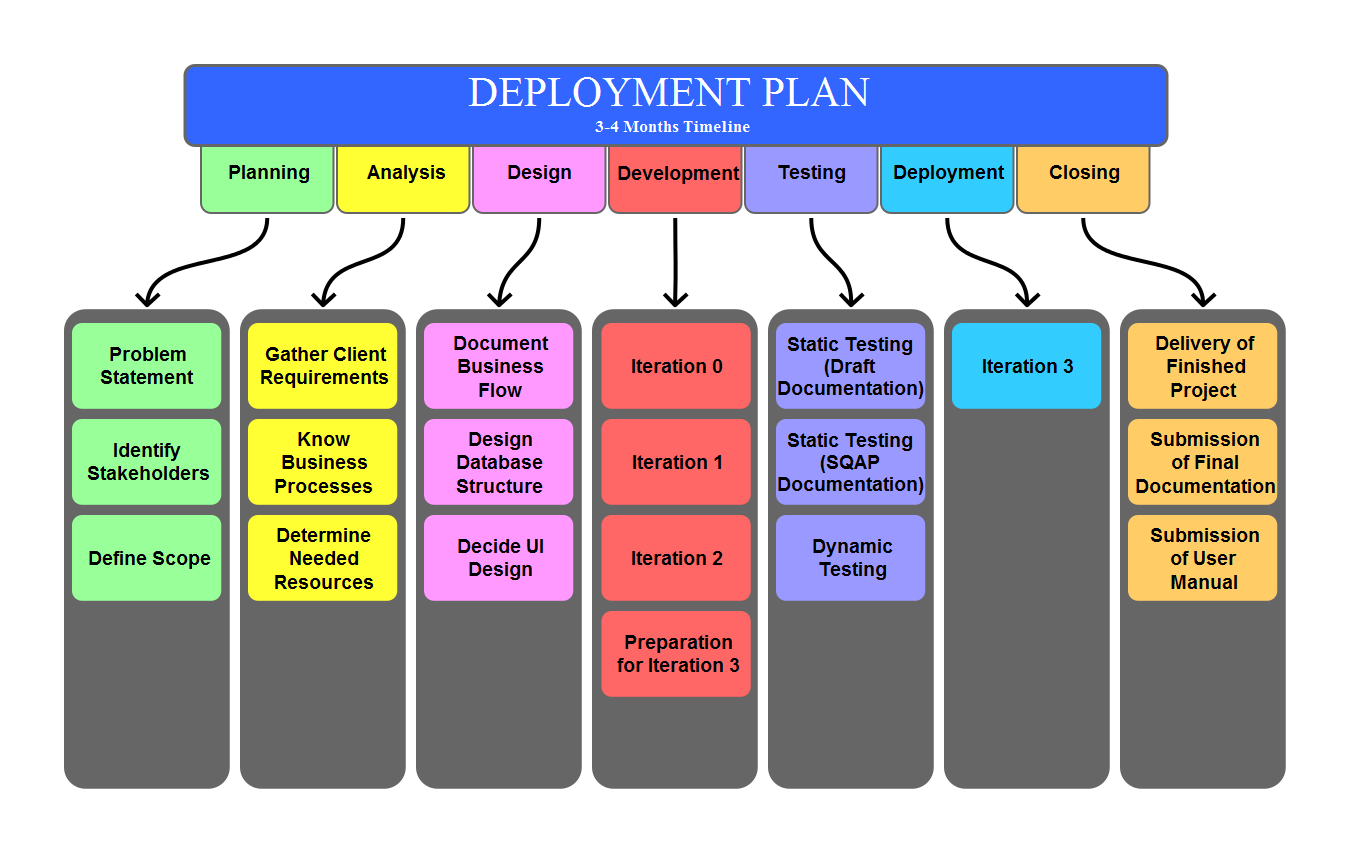 DEPLOYMENT PLAN
3-4 Months Timeline
Planning
Analysis
Design
Development
Testing
Deployment
Closing
Problem
Statement
Identify
Stakeholders
Define Scope
Gather Client
Requirements
Know
Business
Processes
Determine
Needed
Resources
Document
Business
Flow
Design
Database
Structure
Decide UI
Design
Iteration 0
Iteration 1
Iteration 2
Preparation
for Iteration 3
Static Testing
(Draft
Documentation)
Static Testing
(SQAP
Documentation)
Dynamic
Testing
Iteration 3
Delivery of
Finished
Project
Submission
of Final
Documentation
Submission
of User
Manual